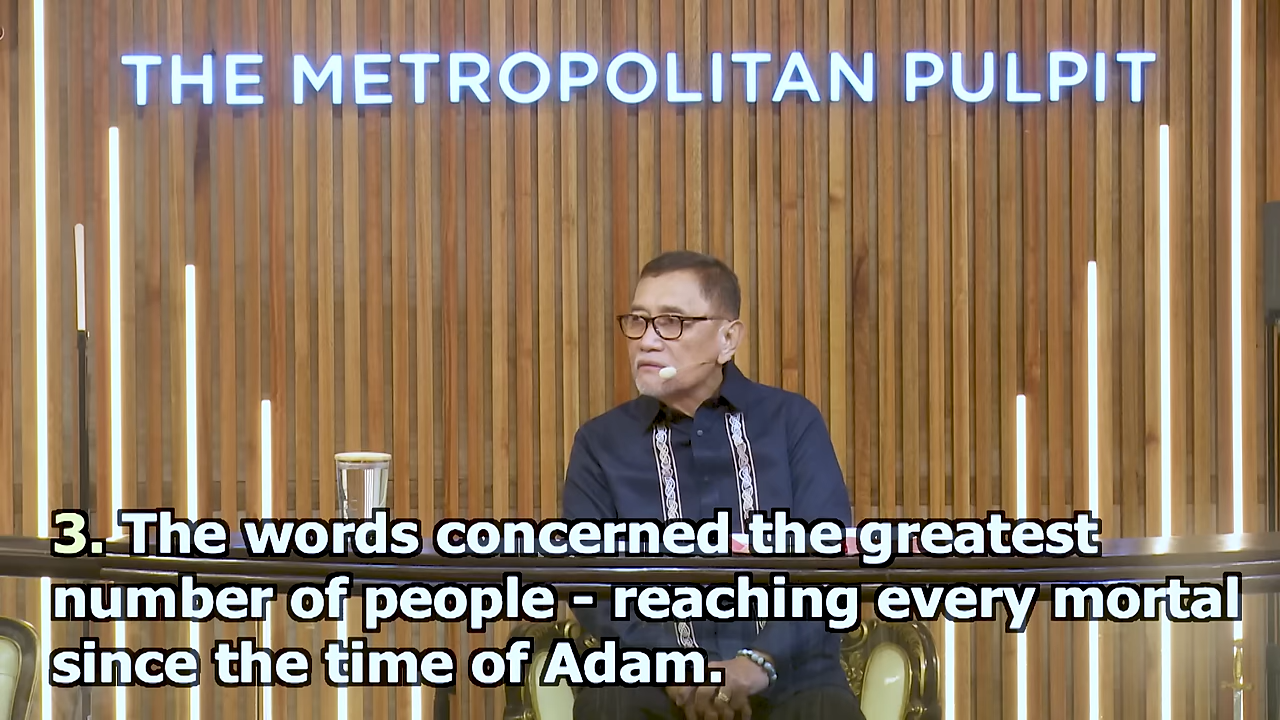 THE METROPOLITAN PULPIT
3. The words concerned the greatest
number of people - reaching every mortal
since the time of Adam.